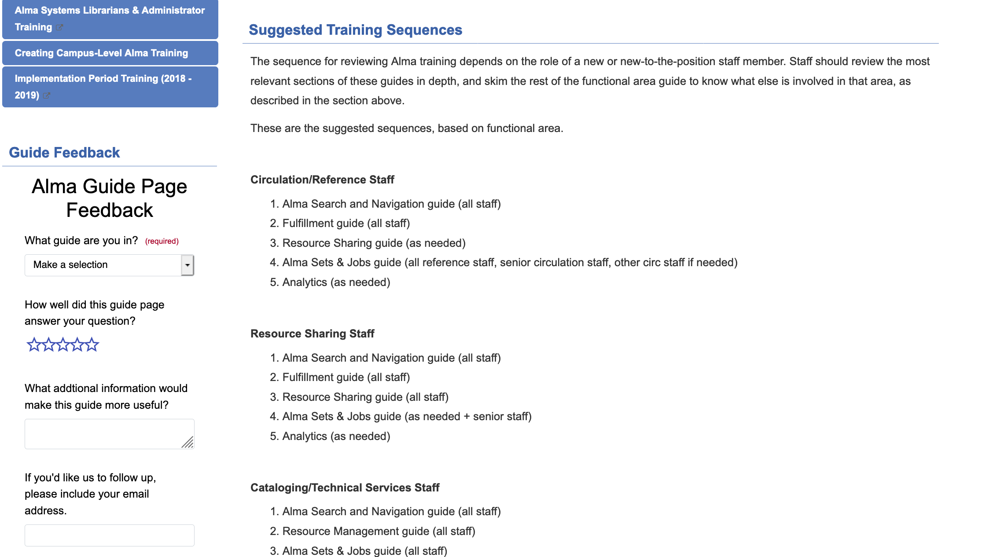 Alma Systems Librarians & Administrator
Training
Creating Campus-Level Alma Training
Implementation Period Training (2018 -
2019)
Guide Feedback
Alma Guide Page
Feedback
What guide are you in? (required)
Make a selection
How well did this guide page
answer your question?
What addtional information would
make this guide more useful?
If you'd like us to follow up,
please include your email
address.
Suggested Training Sequences
The sequence for reviewing Alma training depends on the role of a new or new-to-the-position staff member. Staff should review the most
relevant sections of these guides in depth, and skim the rest of the functional area guide to know what else is involved in that area, as
described in the section above.
These are the suggested sequences, based on functional area.
Circulation/Reference Staff
1. Alma Search and Navigation guide (all staff)
2. Fulfillment guide (all staff)
3. Resource Sharing guide (as needed)
4. Alma Sets & Jobs guide (all reference staff, senior circulation staff, other circ staff if needed)
5. Analytics (as needed)
Resource Sharing Staff
1. Alma Search and Navigation guide (all staff)
2. Fulfillment guide (all staff)
3. Resource Sharing guide (all staff)
4. Alma Sets & Jobs guide (as needed + senior staff)
5. Analytics (as needed)
Cataloging/Technical Services Staff
1. Alma Search and Navigation guide (all staff)
2. Resource Management guide (all staff)
3. Alma Sets & Jobs guide (all staff)